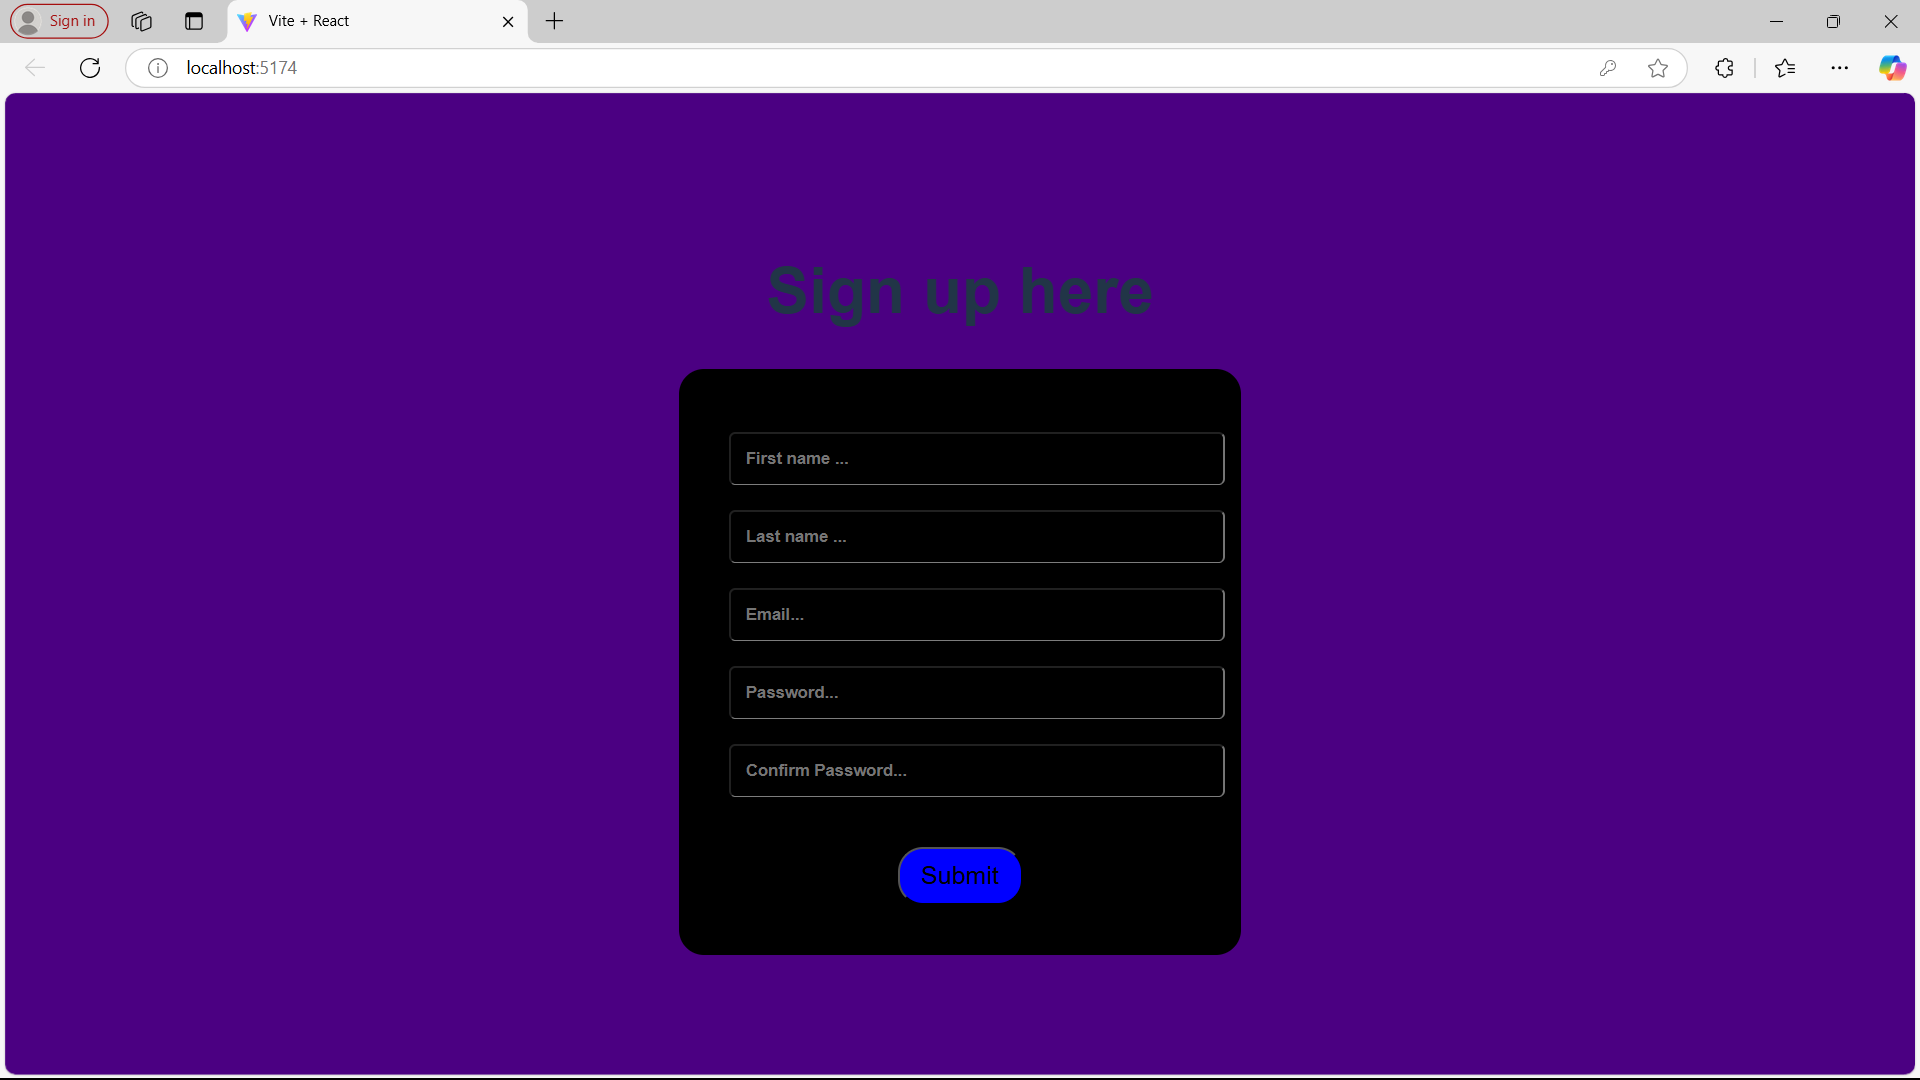 Sign in
Vite + React
localhost:5174
Sign up here
First name ...
Last name ...
Email...
Password...
Confirm Password...
Submit